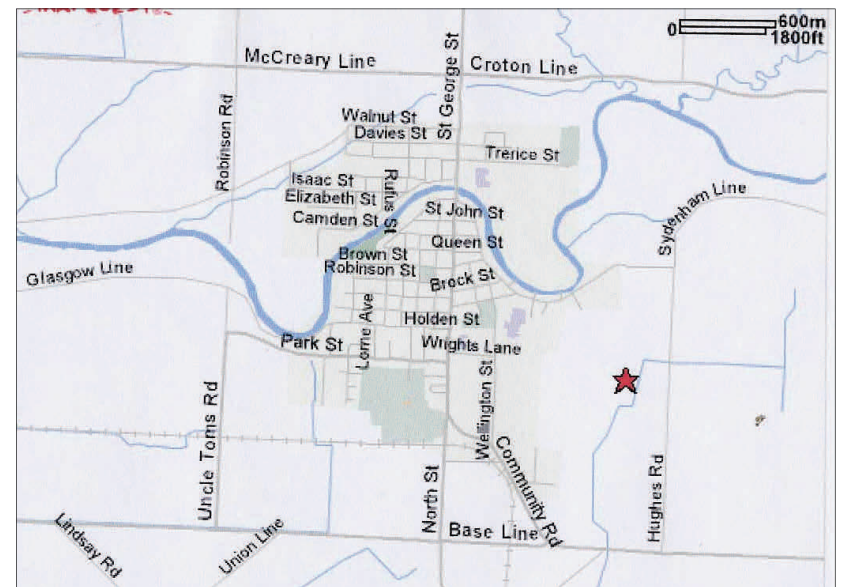 600m
0
1800ft
McCreary Line
St George St
Croton Line
Robinson Rd
Walnut St
Davies St
Trerice St
Isaac St
Rufus St
Elizabeth St
Camden St
St John St
Sydenham Line
Queen St
Brown St
Robinson St
Glasgow Line
Brock St
Lorne Ave
Holden St
Park St
Wrights Lane
Wellington St
Uncle Toms Rd
Community Rd
North St
Hughes Rd
Base Line
Lindsay Rd
Union Line